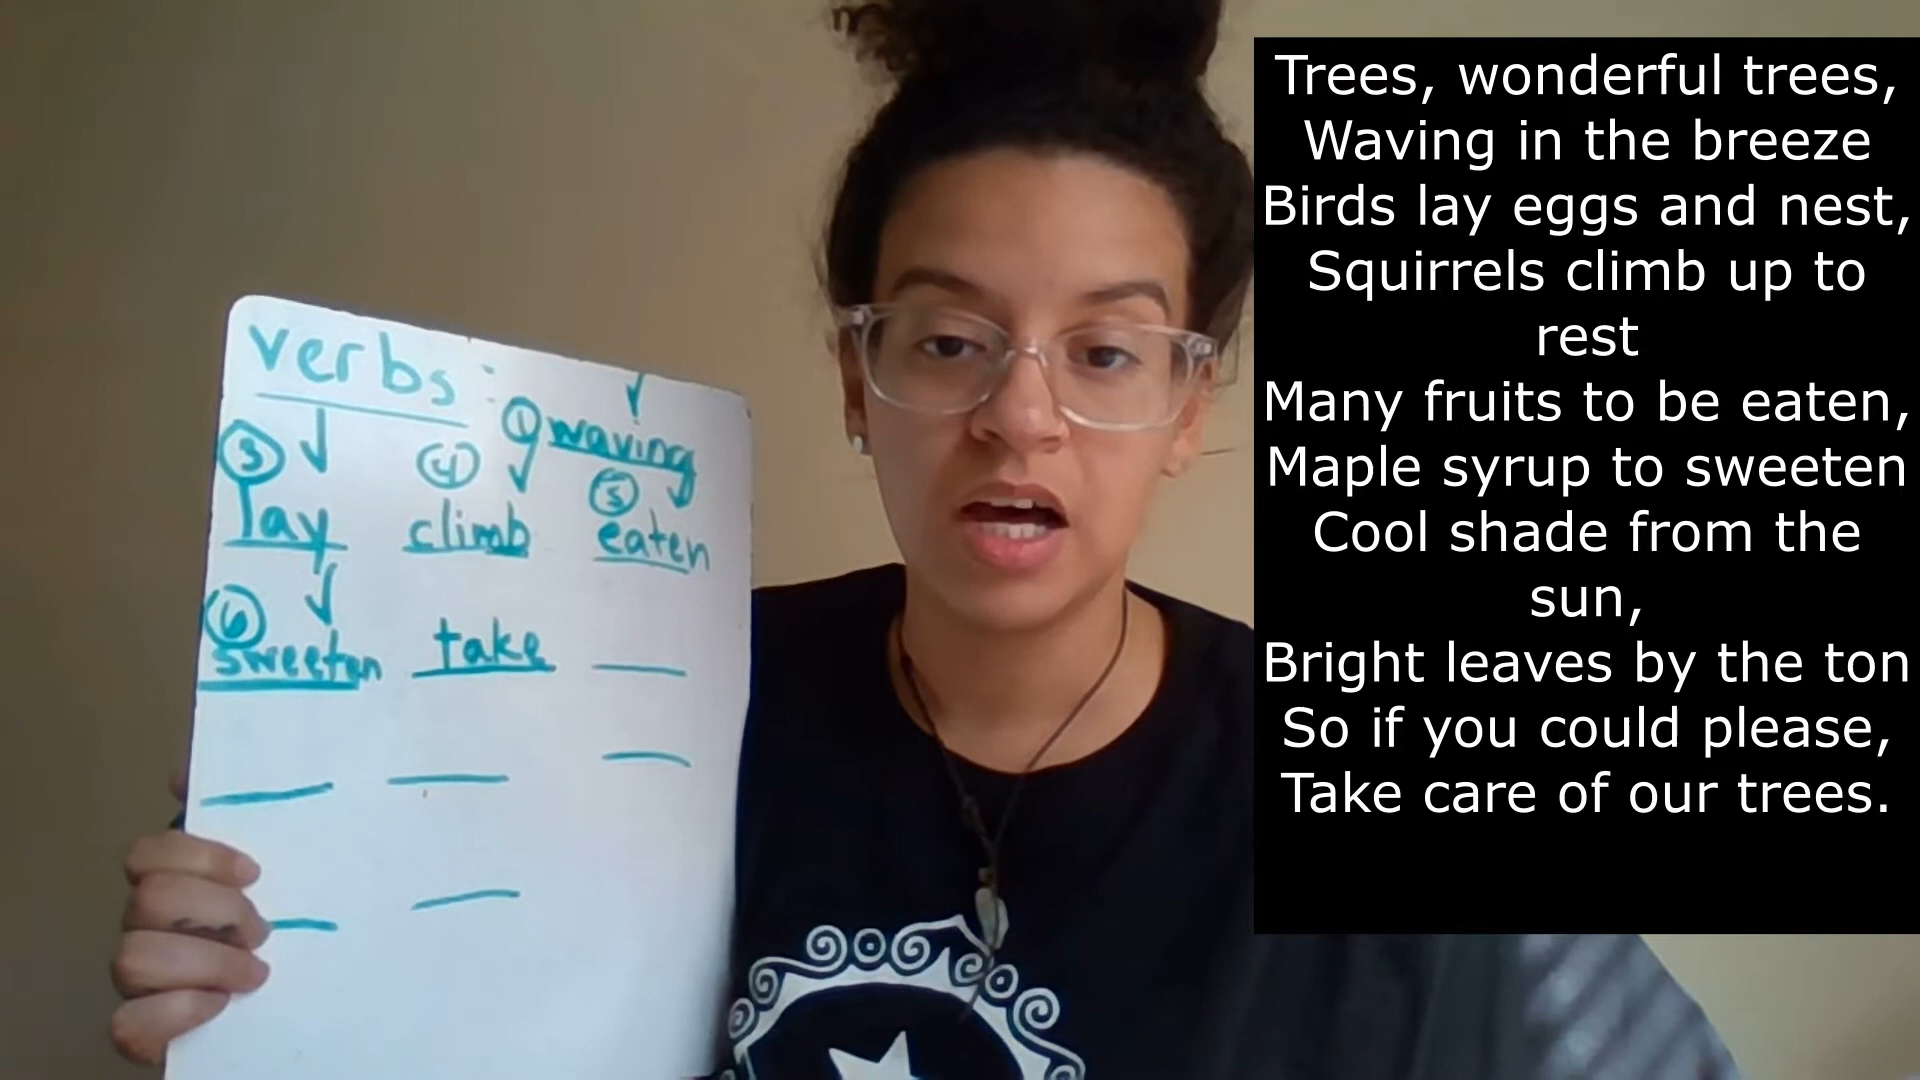 verbs:
① waving
③ ④ ⑤
lay climb eaten
⑥
sweeten take
Trees, wonderful trees,
Waving in the breeze
Birds lay eggs and nest,
Squirrels climb up to
rest
Many fruits to be eaten,
Maple syrup to sweeten
Cool shade from the
sun,
Bright leaves by the ton
So if you could please,
Take care of our trees.